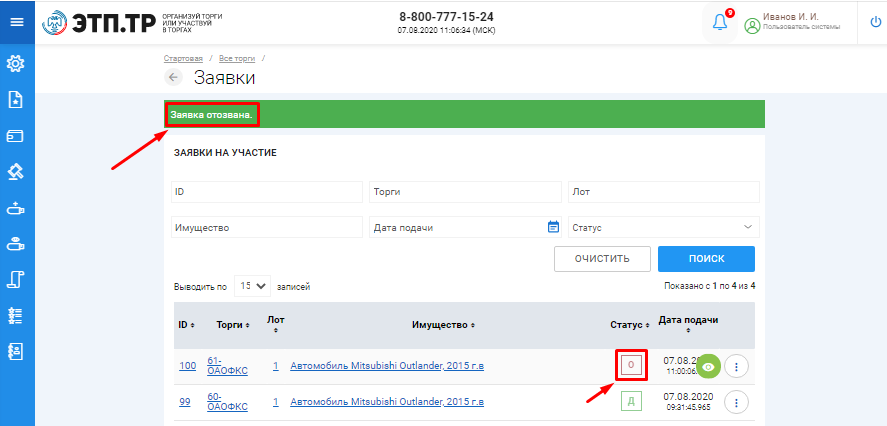 ЭТП.ТР
ОРГАНИЗУЙ ТОРГИ
ИЛИ УЧАСТВУЙ
В ТОРГАХ
8-800-777-15-24
07.08.2020 11:06:34 (МСК)
9
Иванов И. И.
Пользователь системы
Стартовая / Все торги /
Заявки
Заявка отозвана.
ЗАЯВКИ НА УЧАСТИЕ
ID Торги Лот
Имущество Дата подачи Статус
ОЧИСТИТЬ ПОИСК
Выводить по 15 записей Показано с 1 по 4 из 4
ID Торги Лот Имущество Статус Дата подачи
100 61-ОАОФКС 1 Автомобиль Mitsubishi Outlander, 2015 г.в О 07.08.
11:00:06.
99 60-ОАОФКС 1 Автомобиль Mitsubishi Outlander, 2015 г.в Д 07.08.2020
09:31:45.965